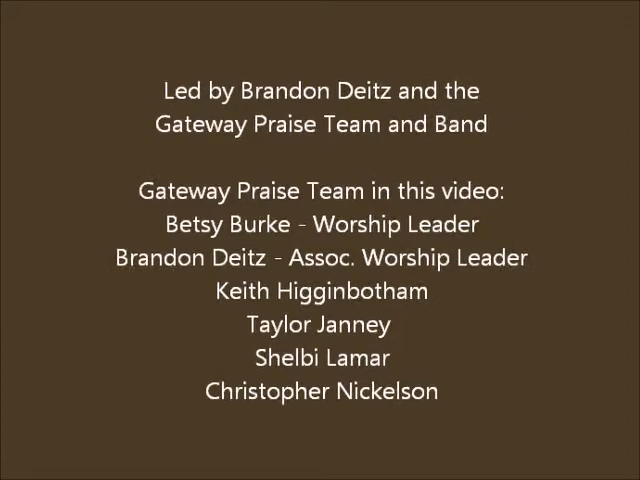 Led by Brandon Deitz and the
Gateway Praise Team and Band
Gateway Praise Team in this video:
Betsy Burke - Worship Leader
Brandon Deitz - Assoc. Worship Leader
Keith Higginbotham
Taylor Janney
Shelbi Lamar
Christopher Nickelson